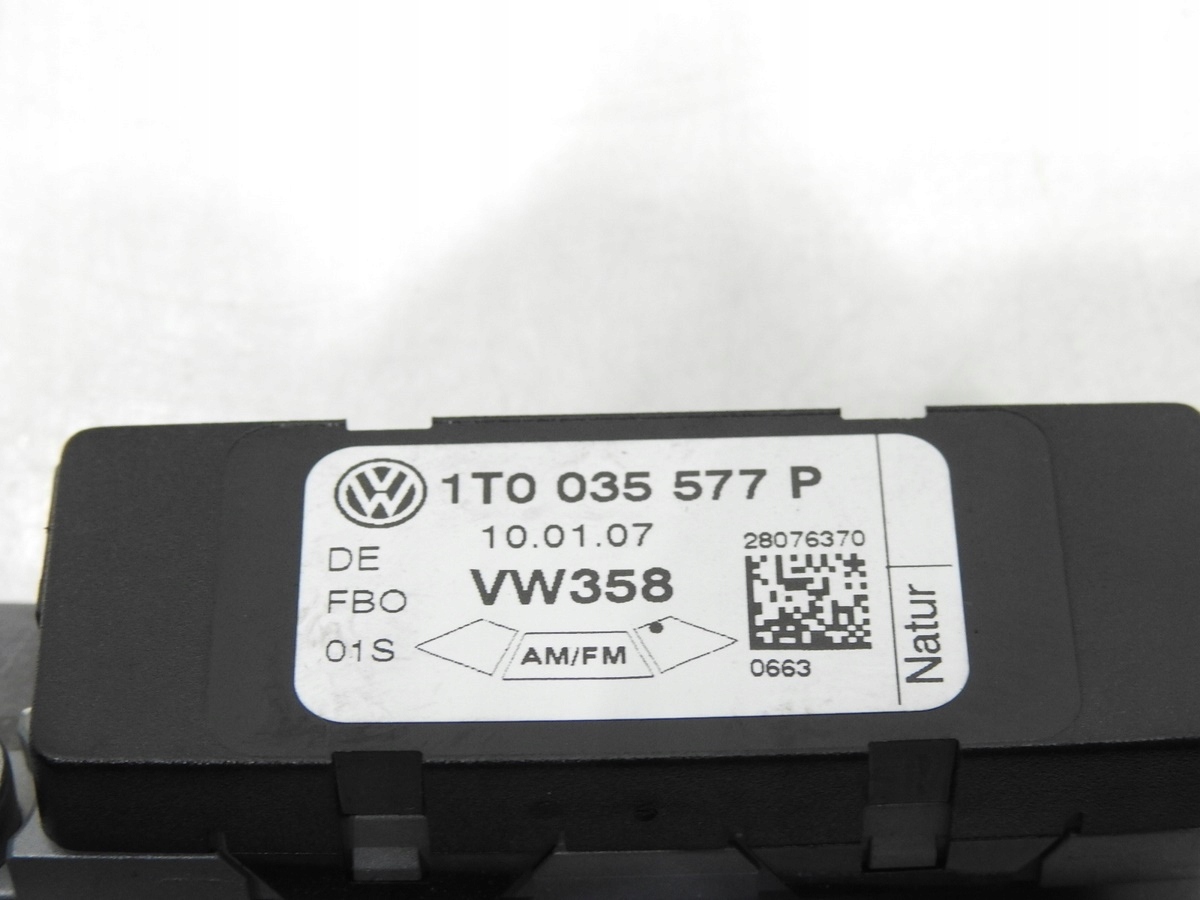 1T0 035 577 P
10.01.07
DE
FBO
01S
VW358
AM/FM
28076370
0663
Natur